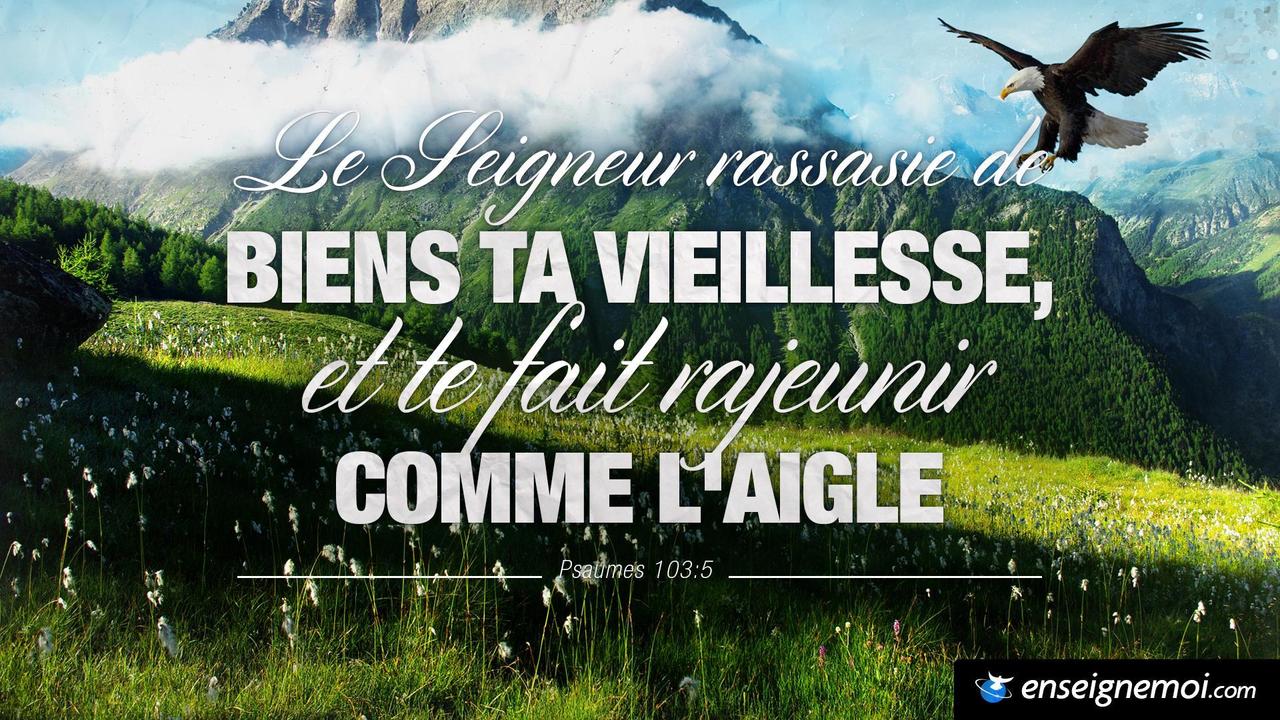 Le Seigneur rassasie de
BIENS TA VIEILLESSE,
et te fait rajeunir
COMME L'AIGLE
Psaumes 103:5
enseignemoi.com